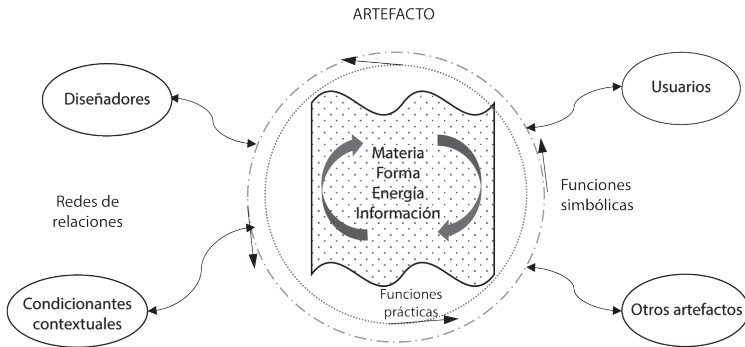 ARTEFACTO
Diseñadores
Usuarios
Materia
Forma
Energía
Información
Redes de
relaciones
Funciones
simbólicas
Funciones
prácticas
Condicionantes
contextuales
Otros artefactos